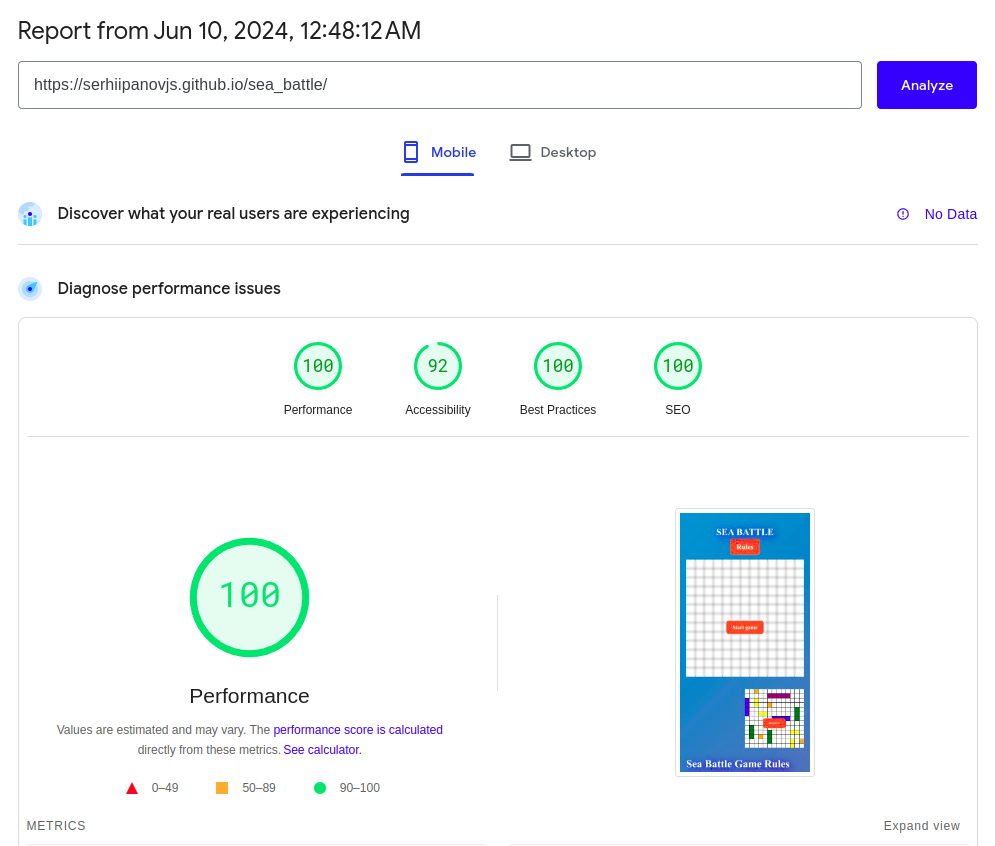 Report from Jun 10, 2024, 12:48:12 AM
https://serhiipanovjs.github.io/sea_battle/
Analyze
Mobile
Desktop
Discover what your real users are experiencing
No Data
Diagnose performance issues
100
92
100
100
Performance
Accessibility
Best Practices
SEO
100
SEA BATTLE
Rules
Start game
Sea Battle Game Rules
Performance
Values are estimated and may vary. The performance score is calculated
directly from these metrics. See calculator.
0–49
50–89
90–100
METRICS
Expand view